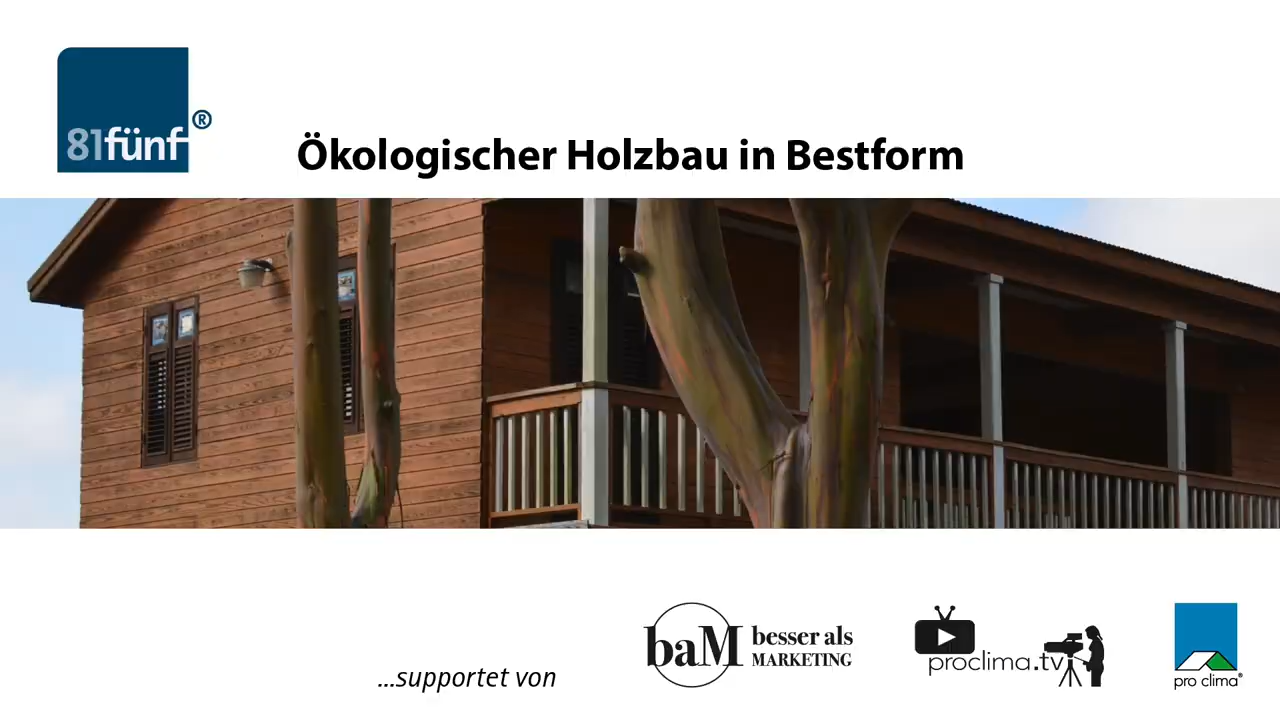 81fünf®
Ökologischer Holzbau in Bestform
...supportet von
baM besser als
MARKETING
proclima.tv
pro clima®